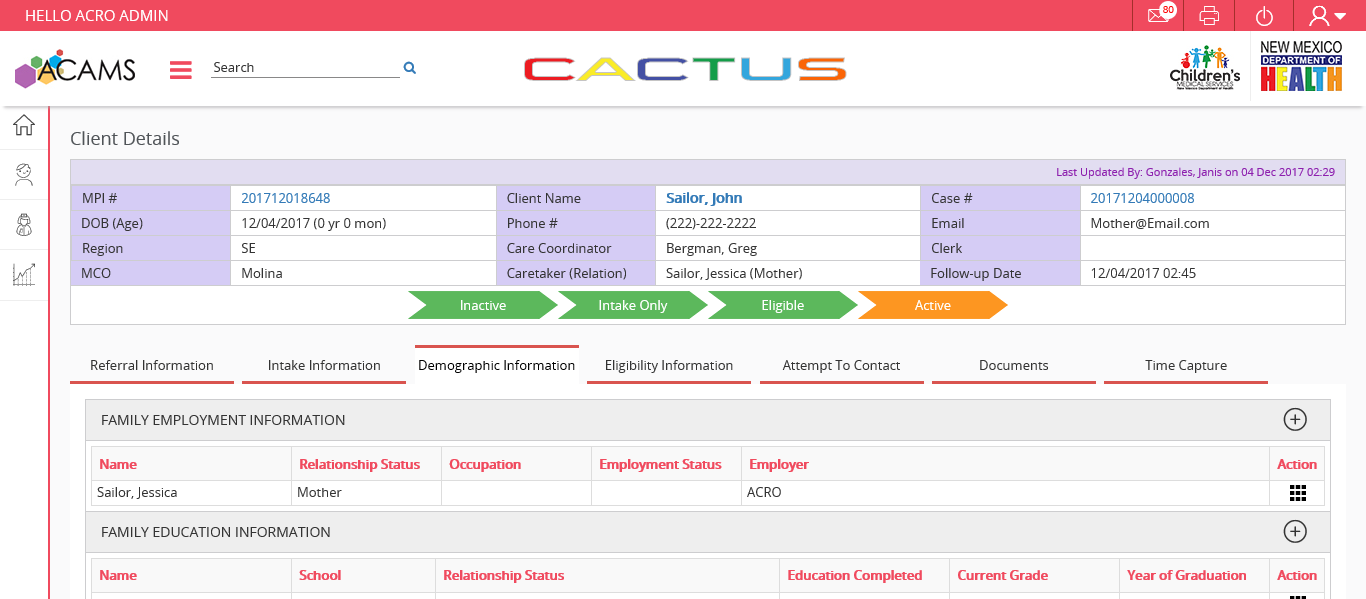 HELLO ACRO ADMIN
80
ACAMS
Search
CACTUS
Children's
MEDICAL SERVICES
New Mexico Department of Health
NEW MEXICO
DEPARTMENT OF
HEALTH
Client Details
Last Updated By: Gonzales, Janis on 04 Dec 2017 02:29
MPI # 201712018648 Client Name Sailor, John Case # 20171204000008
DOB (Age) 12/04/2017 (0 yr 0 mon) Phone # (222)-222-2222 Email Mother@Email.com
Region SE Care Coordinator Bergman, Greg Clerk
MCO Molina Caretaker (Relation) Sailor, Jessica (Mother) Follow-up Date 12/04/2017 02:45
Inactive Intake Only Eligible Active
Referral Information Intake Information Demographic Information Eligibility Information Attempt To Contact Documents Time Capture
FAMILY EMPLOYMENT INFORMATION
Name Relationship Status Occupation Employment Status Employer Action
Sailor, Jessica Mother ACRO
FAMILY EDUCATION INFORMATION
Name School Relationship Status Education Completed Current Grade Year of Graduation Action